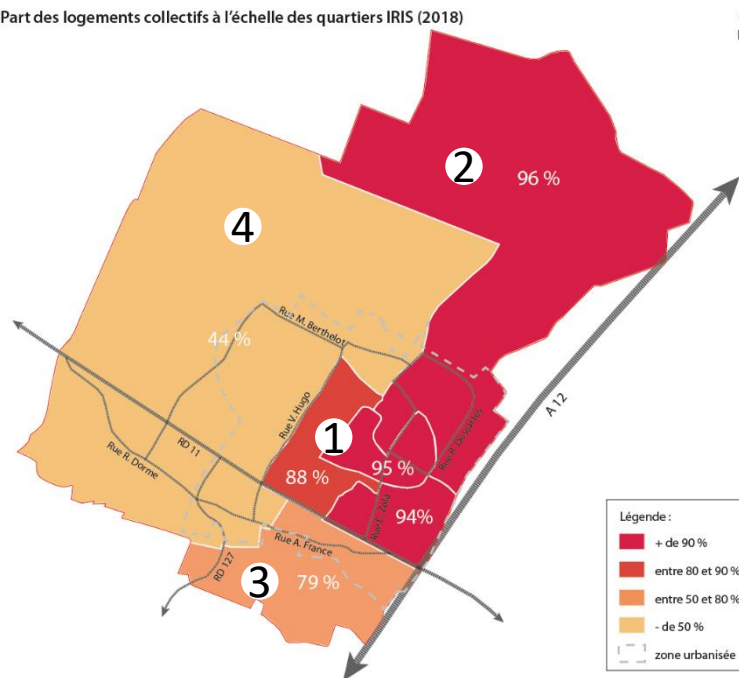 Part des logements collectifs à l'échelle des quartiers IRIS (2018)
2
96 %
4
Rue M. Berthelot
44 %
A 12
Rue V. Hugo
Rue R. Descartes
1
RD 11
Rue R. Dorme
95 %
88 %
Rue E. Zola
94%
Rue A. France
RD 127
3
79 %
Légende :
+ de 90 %
entre 80 et 90 %
entre 50 et 80 %
- de 50 %
zone urbanisée